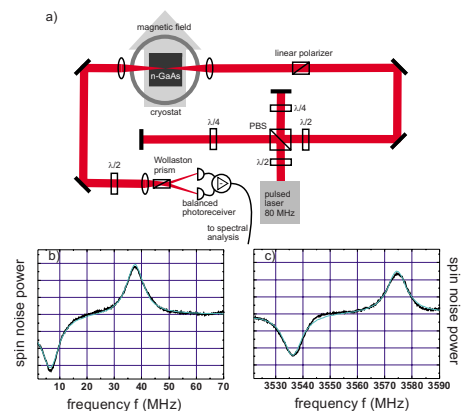 a)
magnetic field
n-GaAs
cryostat
linear polarizer
λ/4
PBS
λ/4
λ/2
λ/2
λ/2
Wollaston
prism
balanced
photoreceiver
pulsed
laser
80 MHz
to spectral
analysis
b)
spin noise power
10 20 30 40 50 60 70
frequency f (MHz)
c)
spin noise power
3530 3540 3550 3560 3570 3580 3590
frequency f (MHz)